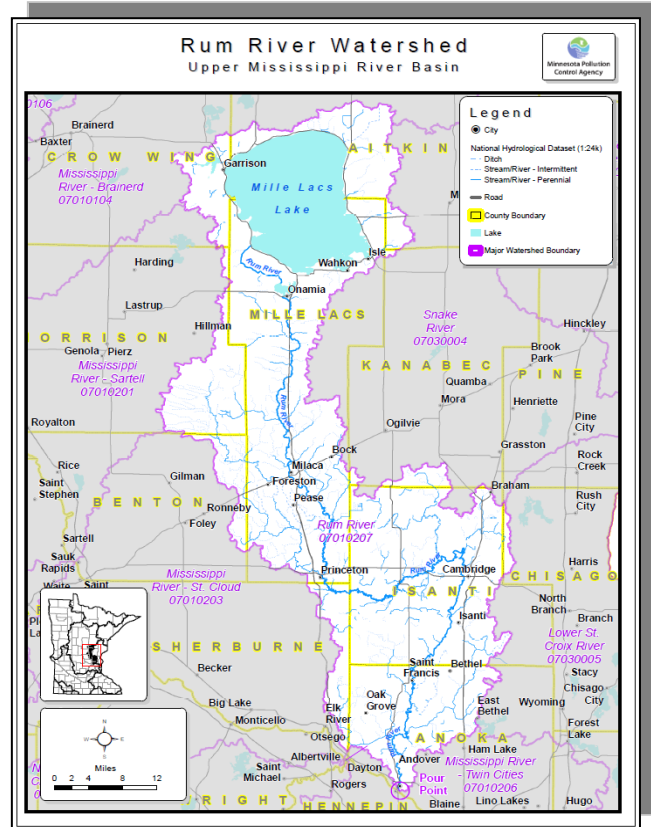 Rum River Watershed
Upper Mississippi River Basin
Minnesota Pollution
Control Agency
Legend
City
National Hydrological Dataset (1:24k)
Ditch
Stream/River - Intermittent
Stream/River - Perennial
Road
County Boundary
Lake
Major Watershed Boundary
0106
Brainerd
Baxter
CROW WING
AITKIN
Garrison
Mississippi
River - Brainerd
07010104
Mille Lacs
Lake
M
Harding
Rum River
Wahkon
Isle
Onamia
Lastrup
MILLE LACS
Hillman
Snake
River
07030004
Hinckley
ORRISON
Genola
Pierz
Mississippi
River - Sartell
07010201
KANABEC
Brook
Park
PINE
Quamba
Mora
Henriette
Rum River
Royalton
Ogilvie
Pine
City
Grasston
Bock
Rice
Saint
Stephen
Milaca
Foreston
Rock
Creek
Gilman
Braham
Pease
BENTON
Ronneby
Rush
City
Foley
Rum River
07010207
Sartell
Sauk
Rapids
Waite
Saint
Mississippi
River - St. Cloud
07010203
Princeton
Rum River
Cambridge
Harris
CHISAGO
ISANTI
North
Branch
Branch
Isanti
SHERBURNE
Lower St.
Croix River
07030005
Becker
Saint
Francis
Bethel
Stacy
Chisago
City
Big Lake
Oak
Grove
East
Bethel
Wyoming
Monticello
Elk
River
Forest
Lake
Otsego
River
ANOKA
Ham Lake
Albertville
Dayton
Andover
Mississippi River
- Twin Cities
07010206
Saint
Michael
Rogers
Pour
Point
WRIGHT
HENNEPIN
Blaine
Lino Lakes
Hugo
N
W
E
S
Miles
0 2 4 8 12